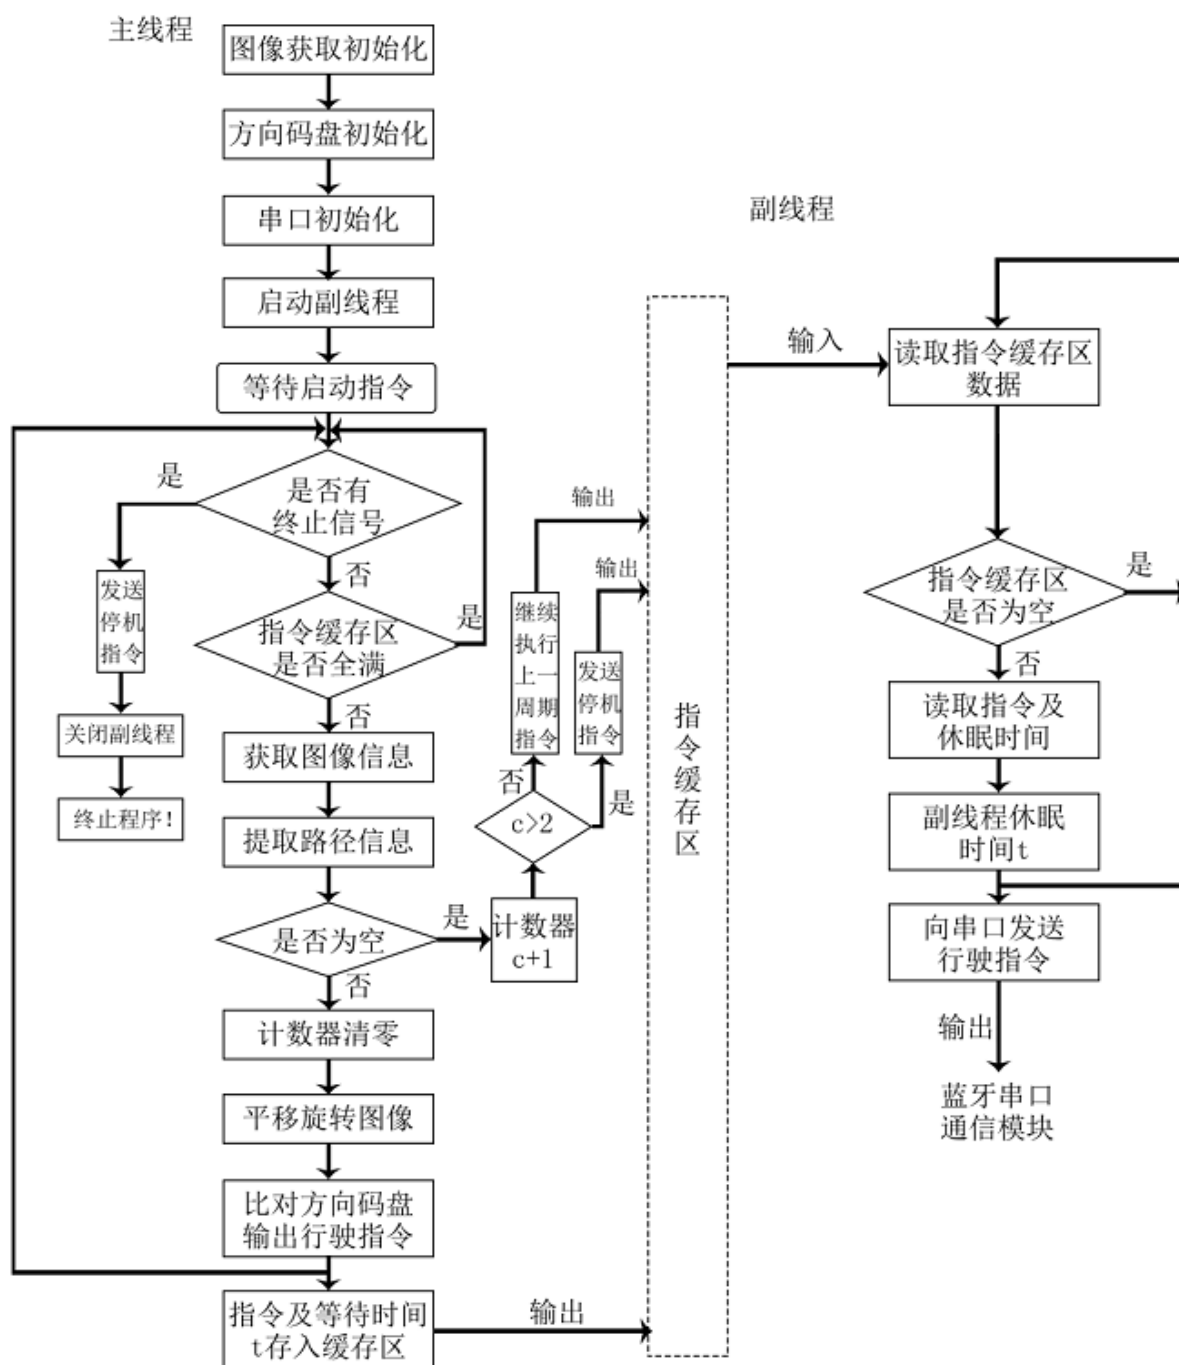 主线程
图像获取初始化
方向码盘初始化
串口初始化
启动副线程
等待启动指令
是否有
终止信号
是
否
发送
停机
指令
关闭副线程
终止程序!
指令缓存区
是否全满
是
否
获取图像信息
提取路径信息
是否为空
是
否
计数器
c+1
c>2
否
是
继续
执行
上一
周期
指令
输出
发送
停机
指令
输出
计数器清零
平移旋转图像
比对方向码盘
输出行驶指令
指令及等待时间
t存入缓存区
输出
指
令
缓
存
区
副线程
输入
读取指令缓存区
数据
指令缓存区
是否为空
是
否
读取指令及
休眠时间
副线程休眠
时间t
向串口发送
行驶指令
输出
蓝牙串口
通信模块